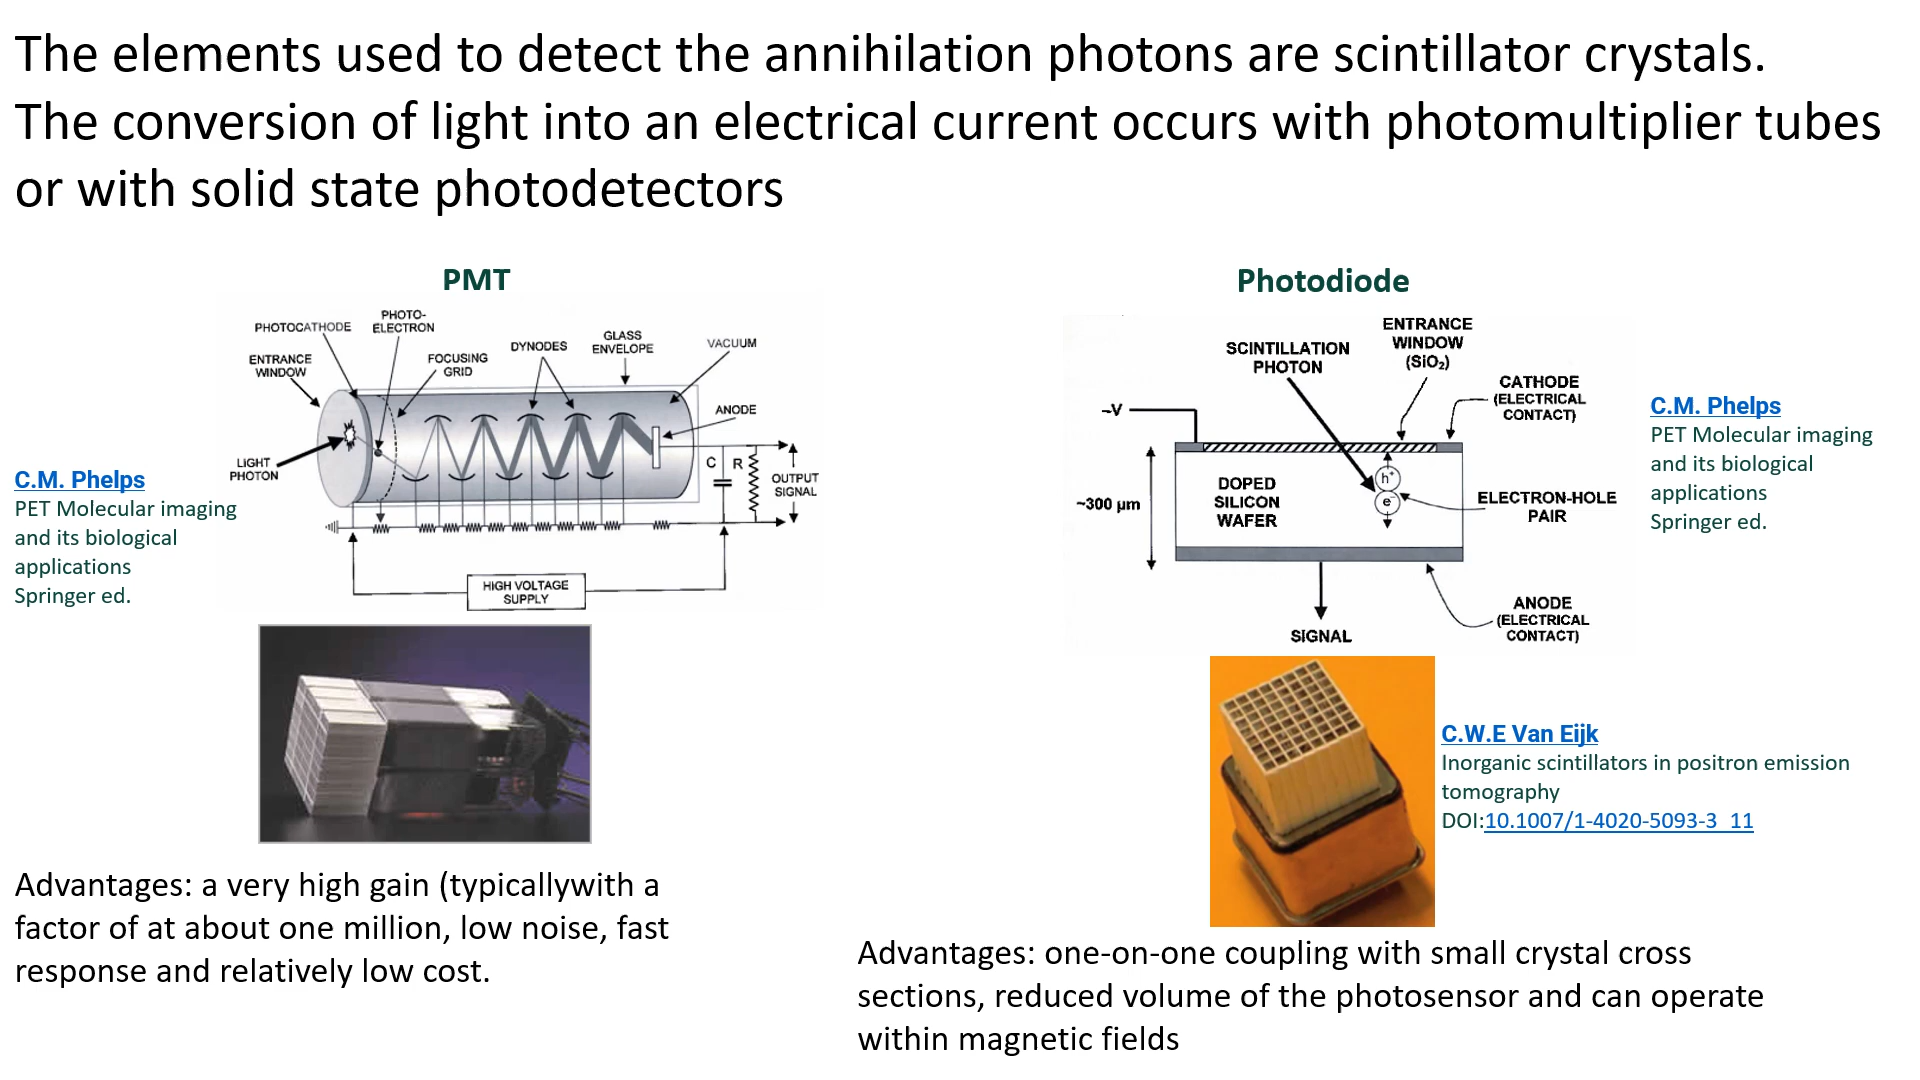 The elements used to detect the annihilation photons are scintillator crystals.
The conversion of light into an electrical current occurs with photomultiplier tubes
or with solid state photodetectors
PMT
PHOTO-
ELECTRON
PHOTOCATHODE
ENTRANCE
WINDOW
FOCUSING
GRID
DYNODES
GLASS
ENVELOPE
VACUUM
ANODE
LIGHT
PHOTON
C
R
OUTPUT
SIGNAL
HIGH VOLTAGE
SUPPLY
C.M. Phelps
PET Molecular imaging
and its biological
applications
Springer ed.
Advantages: a very high gain (typicallywith a
factor of at about one million, low noise, fast
response and relatively low cost.
Photodiode
ENTRANCE
WINDOW
(SiO₂)
SCINTILLATION
PHOTON
CATHODE
(ELECTRICAL
CONTACT)
–V
~300 µm
DOPED
SILICON
WAFER
h⁺
e⁻
ELECTRON-HOLE
PAIR
ANODE
(ELECTRICAL
CONTACT)
SIGNAL
C.M. Phelps
PET Molecular imaging
and its biological
applications
Springer ed.
C.W.E Van Eijk
Inorganic scintillators in positron emission
tomography
DOI:10.1007/1-4020-5093-3_11
Advantages: one-on-one coupling with small crystal cross
sections, reduced volume of the photosensor and can operate
within magnetic fields